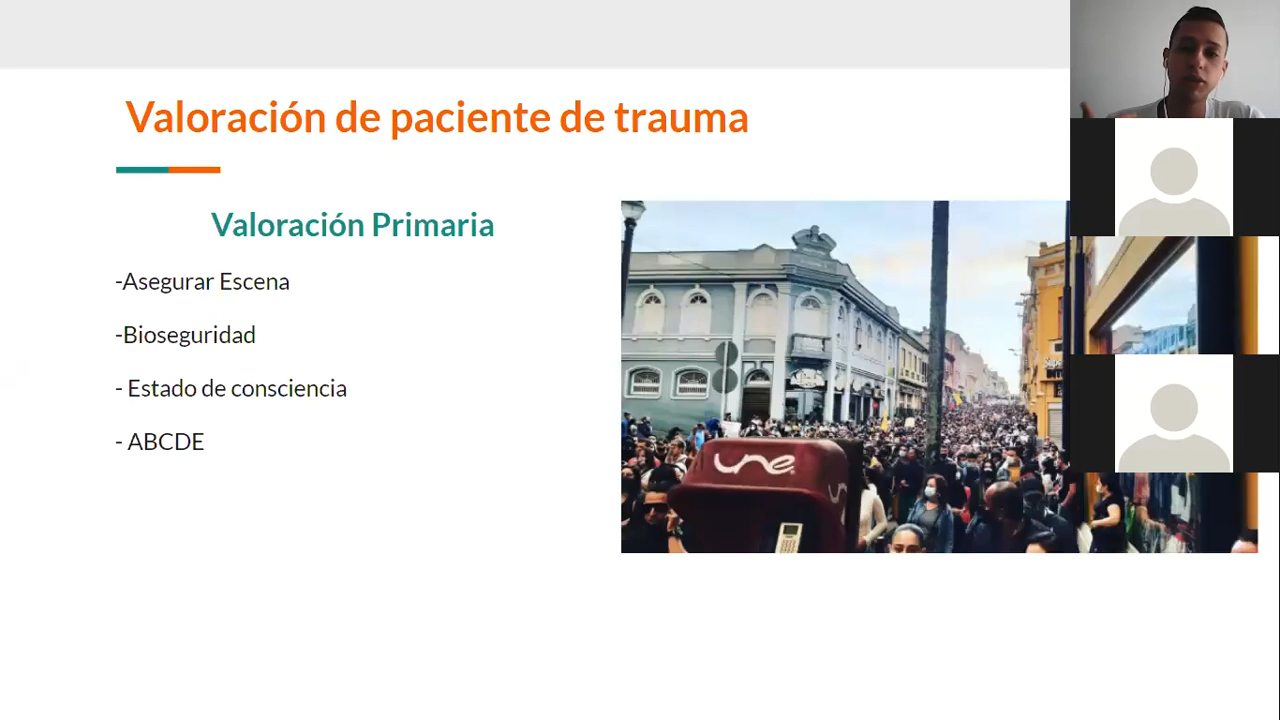 Valoración de paciente de trauma
Valoración Primaria
-Asegurar Escena
-Bioseguridad
- Estado de consciencia
- ABCDE
une